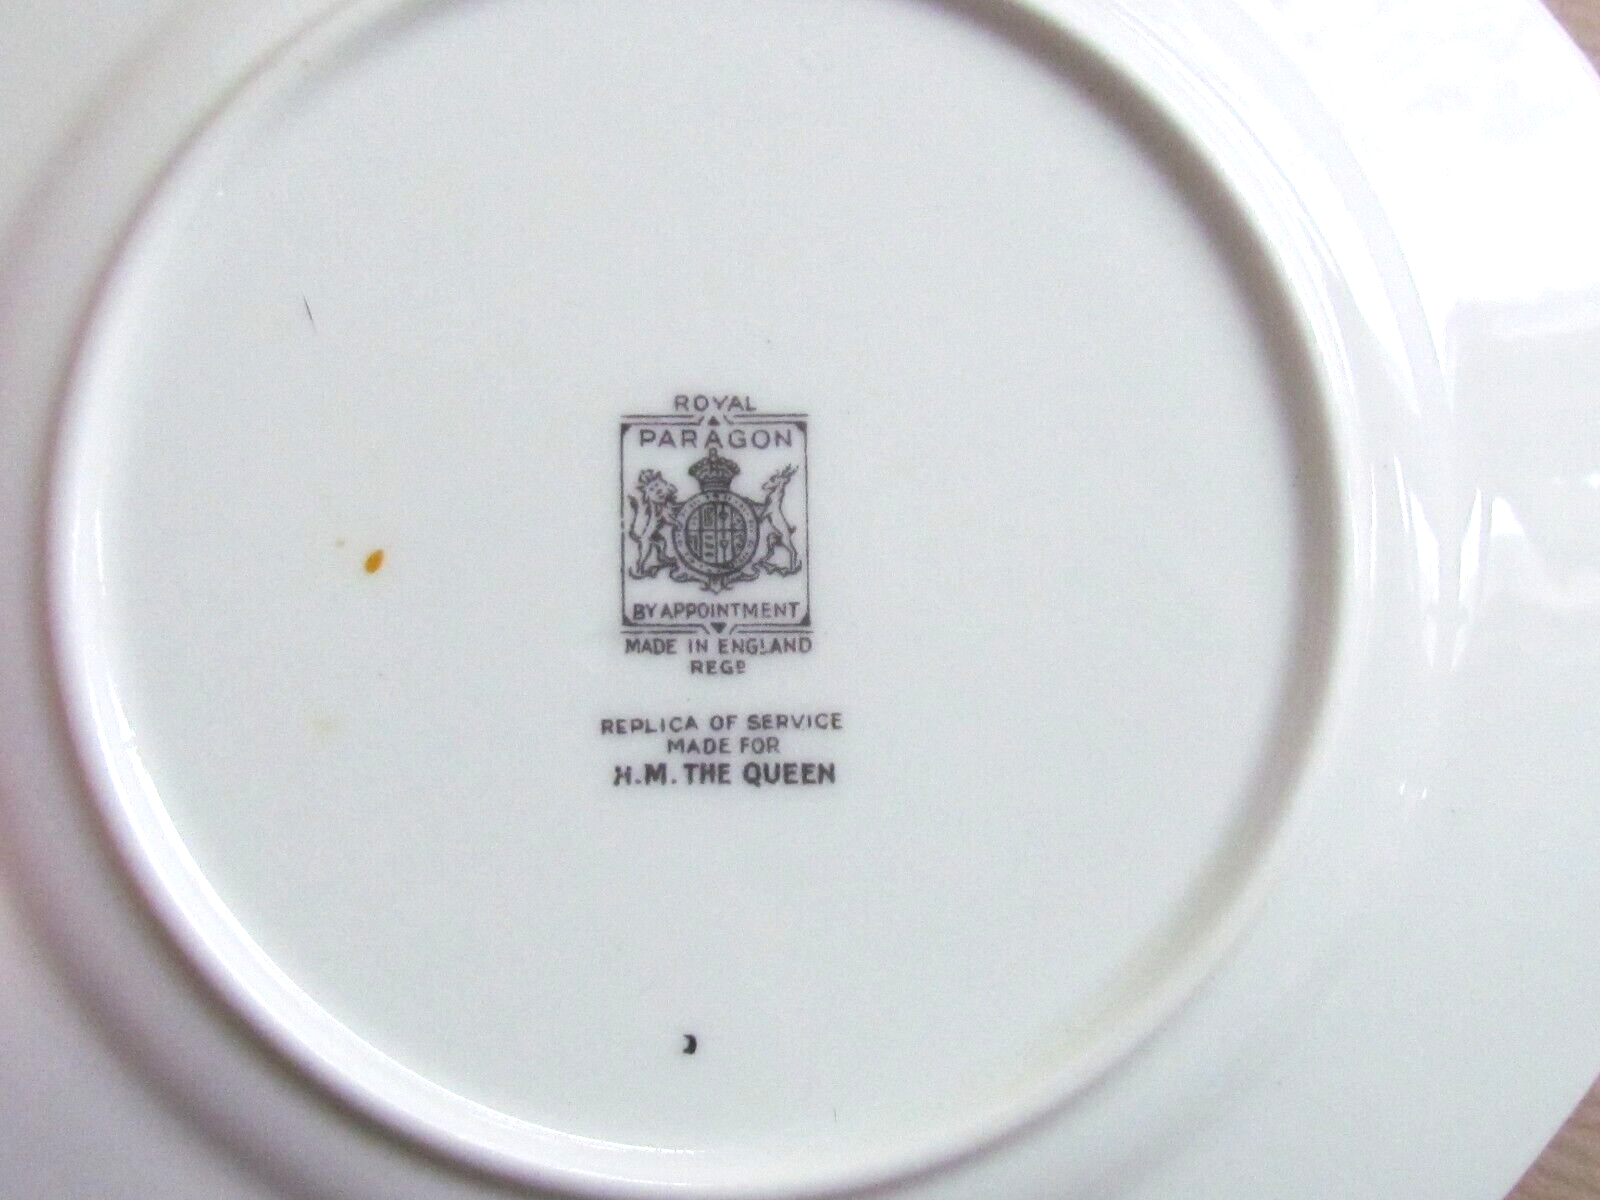 ROYAL
PARAGON
BY APPOINTMENT
MADE IN ENGLAND
REGD
REPLICA OF SERVICE
MADE FOR
H.M. THE QUEEN